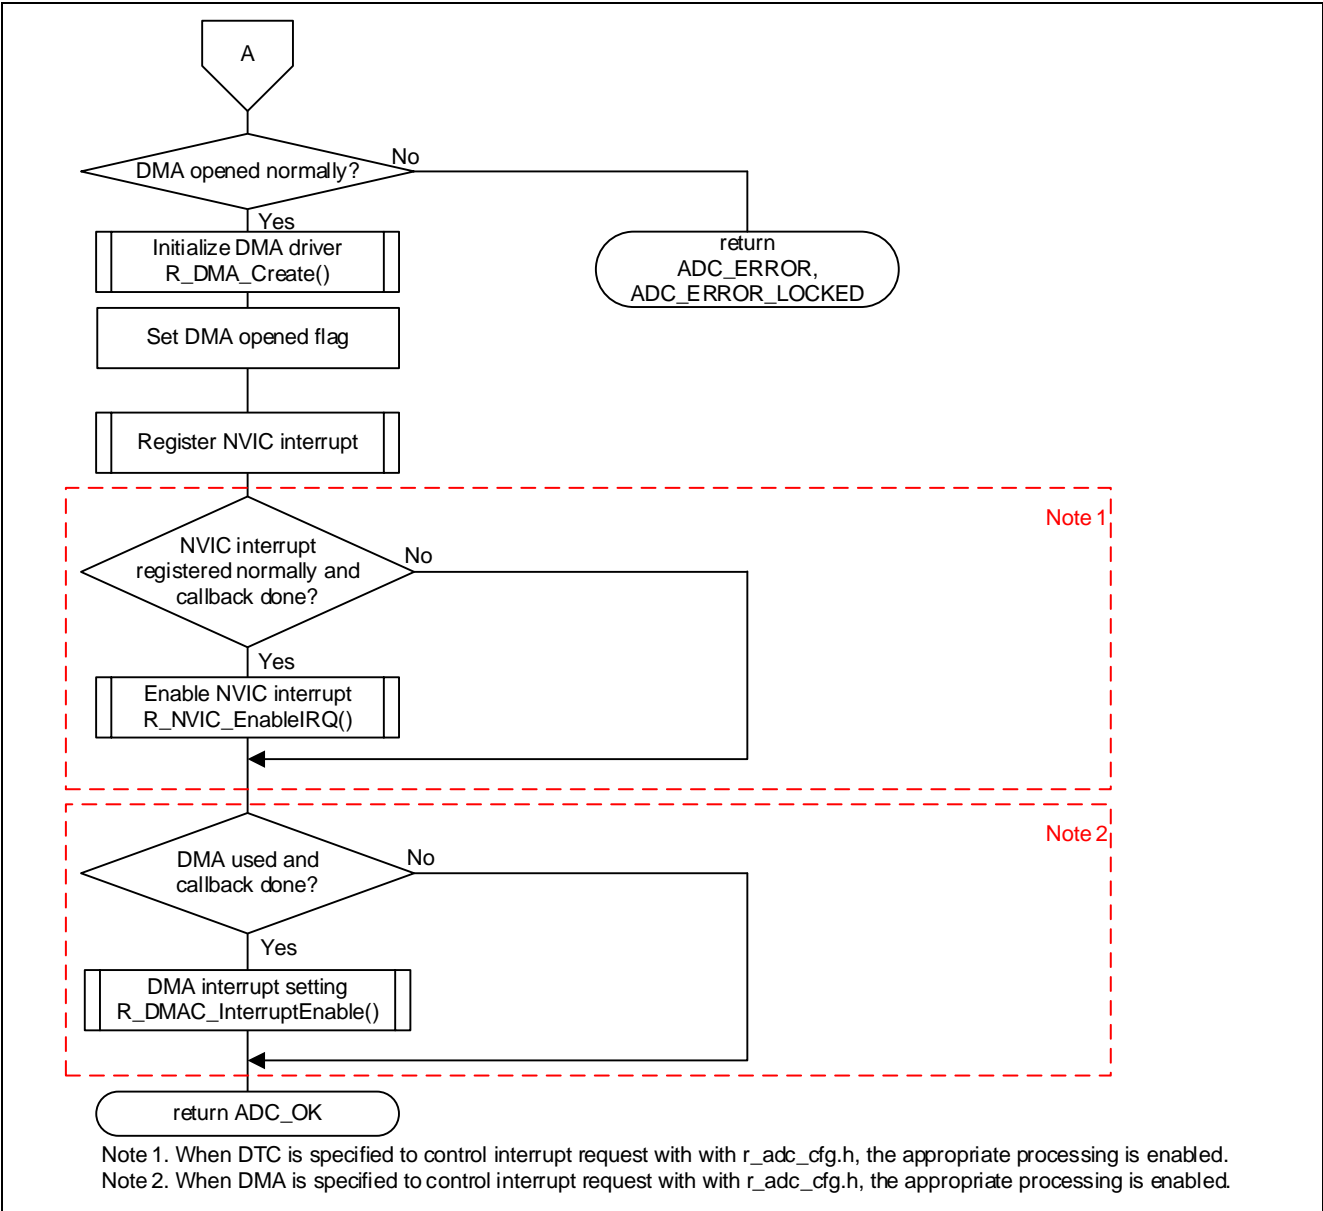 A
DMA opened normally?
No
Yes
Initialize DMA driver
R_DMA_Create()
return
ADC_ERROR,
ADC_ERROR_LOCKED
Set DMA opened flag
Register NVIC interrupt
Note 1
NVIC interrupt
registered normally and
callback done?
No
Yes
Enable NVIC interrupt
R_NVIC_EnableIRQ()
Note 2
DMA used and
callback done?
No
Yes
DMA interrupt setting
R_DMAC_InterruptEnable()
return ADC_OK
Note 1. When DTC is specified to control interrupt request with with r_adc_cfg.h, the appropriate processing is enabled.
Note 2. When DMA is specified to control interrupt request with with r_adc_cfg.h, the appropriate processing is enabled.